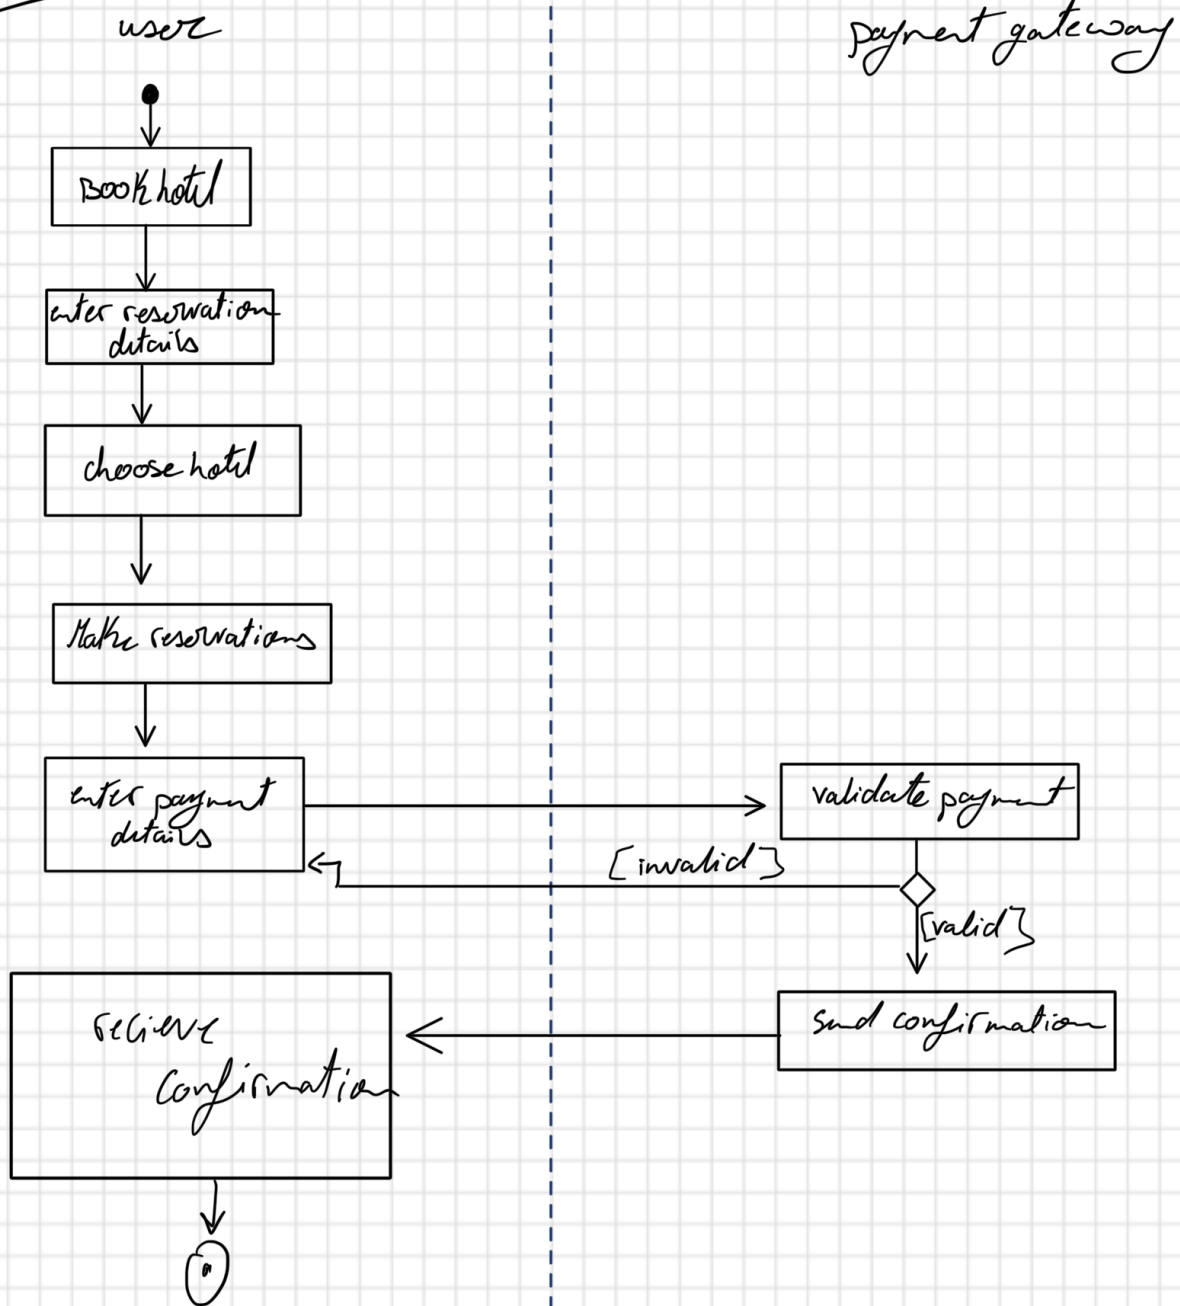 user
payment gateway
Book hotel
enter reservation
details
choose hotel
Make reservations
enter payment
details
validate payment
[invalid]
[valid]
send confirmation
recieve
confirmation